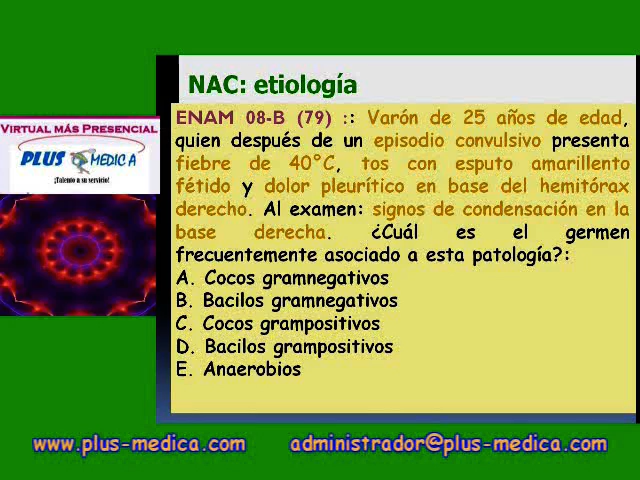 NAC: etiología
VIRTUAL MÁS PRESENCIAL
PLUS MEDICA
¡Talento a su servicio!
ENAM 08-B (79) :: Varón de 25 años de edad,
quien después de un episodio convulsivo presenta
fiebre de 40°C, tos con esputo amarillento
fétido y dolor pleurítico en base del hemitórax
derecho. Al examen: signos de condensación en la
base derecha. ¿Cuál es el germen
frecuentemente asociado a esta patología?:
A. Cocos gramnegativos
B. Bacilos gramnegativos
C. Cocos grampositivos
D. Bacilos grampositivos
E. Anaerobios
www.plus-medica.com administrador@plus-medica.com